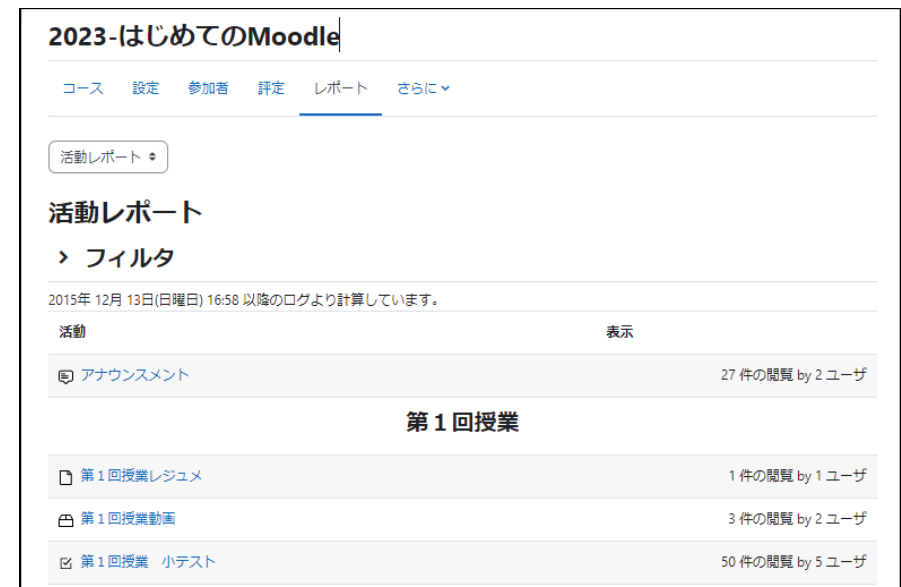 2023-はじめてのMoodle
コース 設定 参加者 評定 レポート さらに
活動レポート
活動レポート
フィルタ
2015年 12月 13日(日曜日) 16:58 以降のログより計算しています。
活動 表示
アナウンスメント 27 件の閲覧 by 2 ユーザ
第１回授業
第１回授業レジュメ 1 件の閲覧 by 1 ユーザ
第１回授業動画 3 件の閲覧 by 2 ユーザ
第１回授業　小テスト 50 件の閲覧 by 5 ユーザ